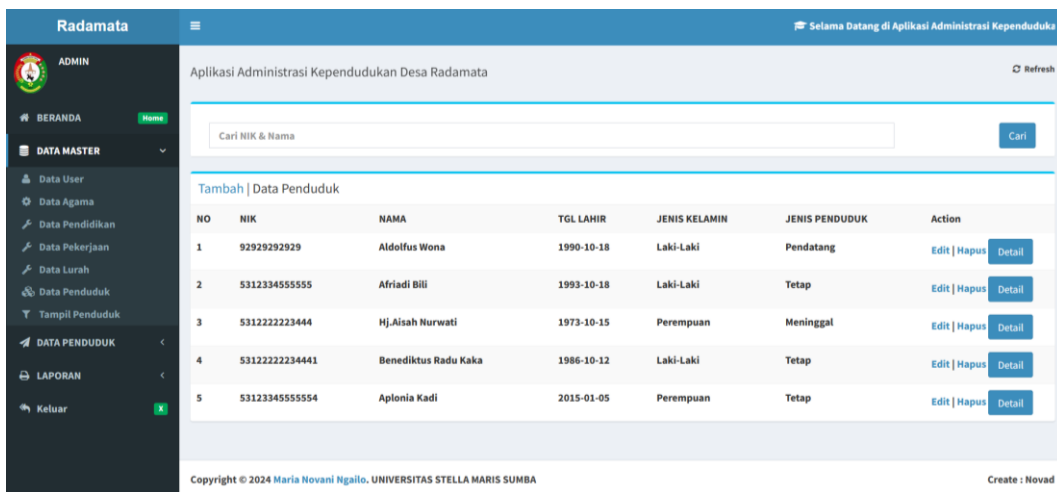 Radamata
Selama Datang di Aplikasi Administrasi Kependuduka
ADMIN
Aplikasi Administrasi Kependudukan Desa Radamata
Refresh
BERANDA Home
Cari NIK & Nama
Cari
DATA MASTER
Data User
Data Agama
Data Pendidikan
Data Pekerjaan
Data Lurah
Data Penduduk
Tampil Penduduk
DATA PENDUDUK
LAPORAN
Keluar X
Tambah | Data Penduduk
NO NIK NAMA TGL LAHIR JENIS KELAMIN JENIS PENDUDUK Action
1 92929292929 Aldolfus Wona 1990-10-18 Laki-Laki Pendatang Edit | Hapus Detail
2 5312334555555 Afriadi Bili 1993-10-18 Laki-Laki Tetap Edit | Hapus Detail
3 5312222223444 Hj.Aisah Nurwati 1973-10-15 Perempuan Meninggal Edit | Hapus Detail
4 53122222234441 Benediktus Radu Kaka 1986-10-12 Laki-Laki Tetap Edit | Hapus Detail
5 53123345555554 Aplonia Kadi 2015-01-05 Perempuan Tetap Edit | Hapus Detail
Copyright © 2024 Maria Novani Ngailo. UNIVERSITAS STELLA MARIS SUMBA
Create : Novad